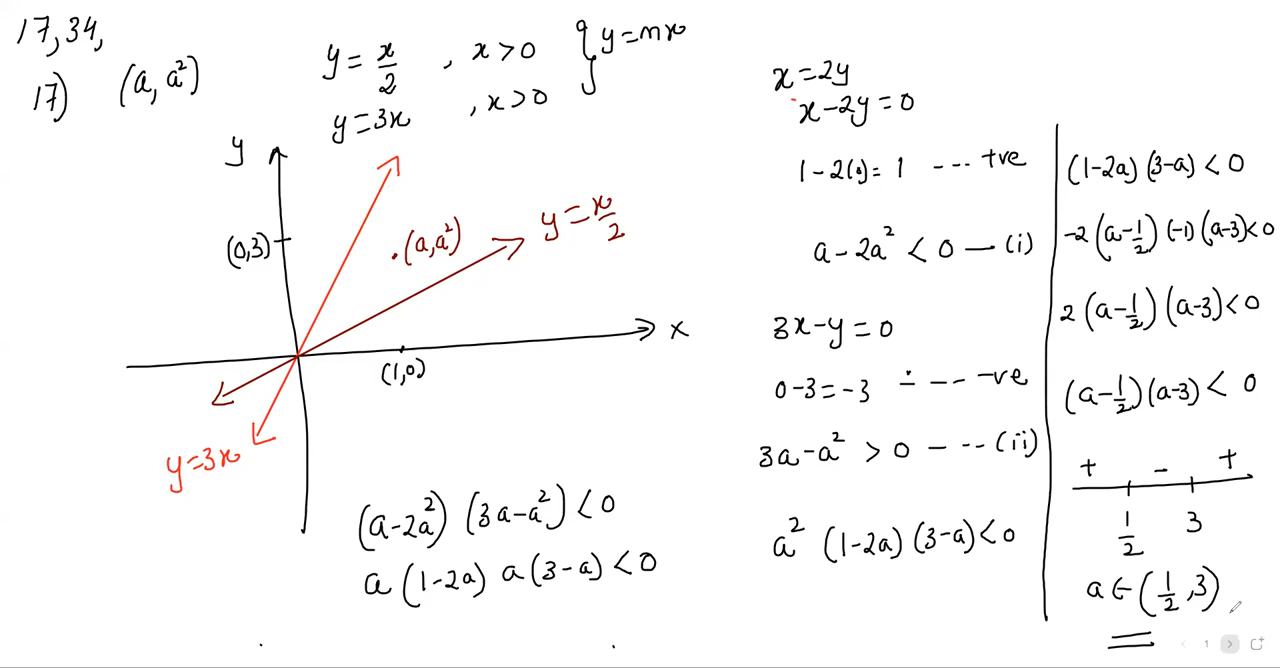 17,34,
17) (a, a²)
y = x/2 , x > 0 } y = mx
y = 3x , x > 0
y
(0,3)
.(a, a²)
y = x/2
x
(1,0)
y = 3x
(a-2a²) (3a-a²) < 0
a (1-2a) a (3-a) < 0
x = 2y
x - 2y = 0
1 - 2(0) = 1 --- +ve
a - 2a² < 0 — (i)
3x - y = 0
0 - 3 = -3 --- -ve
3a - a² > 0 --- (ii)
a² (1-2a) (3-a) < 0
(1-2a) (3-a) < 0
-2 (a-1/2) (-1) (a-3) < 0
2 (a-1/2) (a-3) < 0
(a-1/2) (a-3) < 0
+ - +
1/2 3
a ∈ (1/2, 3)
1